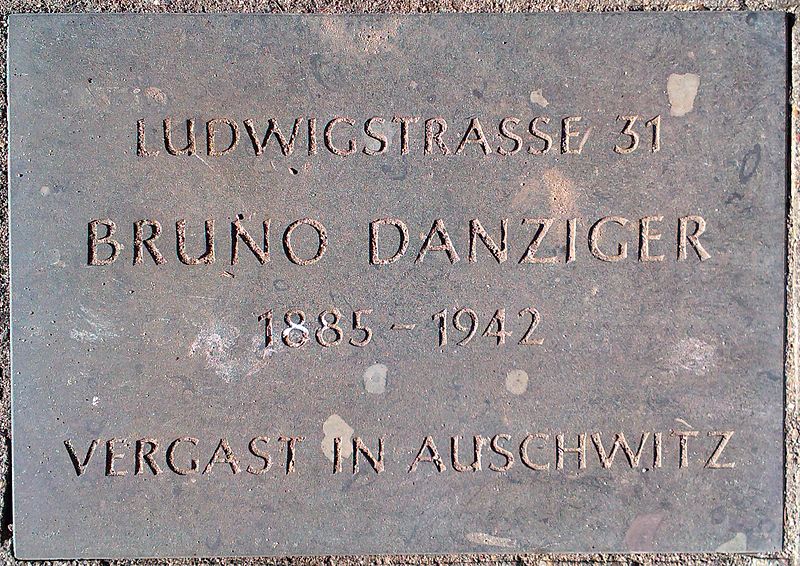 LUDWIGSTRASSE 31
BRUNO DANZIGER
1885 – 1942
VERGAST IN AUSCHWITZ